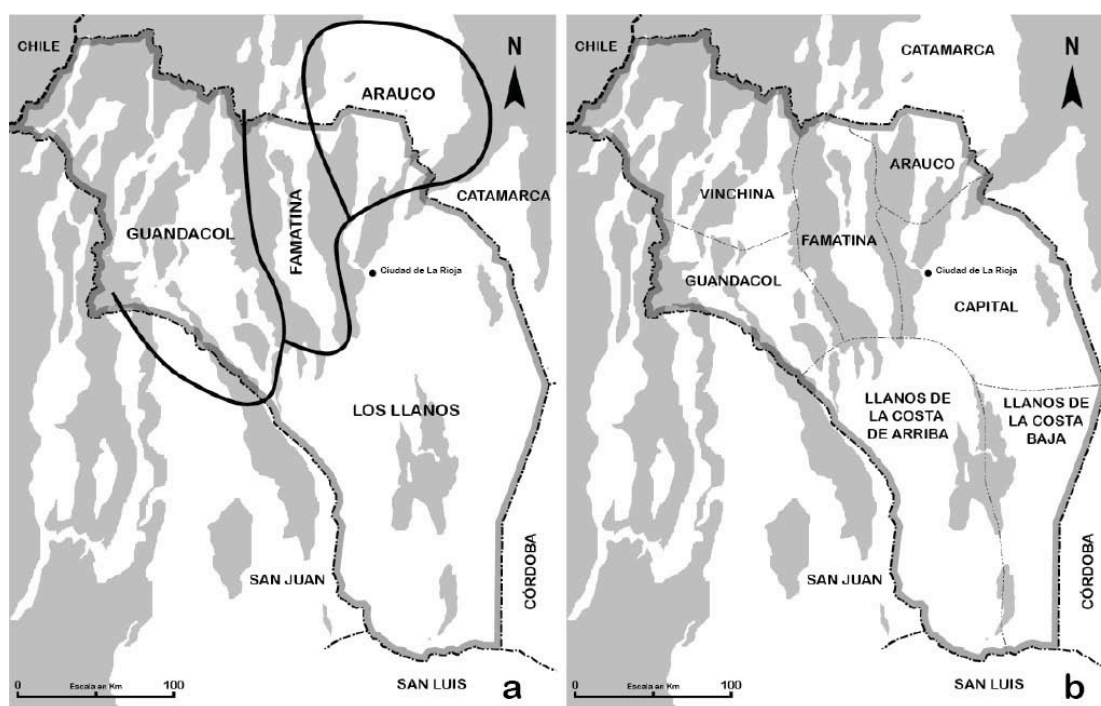 CHILE
N
ARAUCO
CATAMARCA
FAMATINA
GUANDACOL
Ciudad de La Rioja
LOS LLANOS
SAN JUAN
CÓRDOBA
0
Escala en Km
100
SAN LUIS
a
CHILE
CATAMARCA
N
ARAUCO
VINCHINA
FAMATINA
GUANDACOL
Ciudad de La Rioja
CAPITAL
LLANOS DE
LA COSTA
DE ARRIBA
LLANOS DE
LA COSTA
BAJA
SAN JUAN
CÓRDOBA
0
Escala en Km
100
SAN LUIS
b